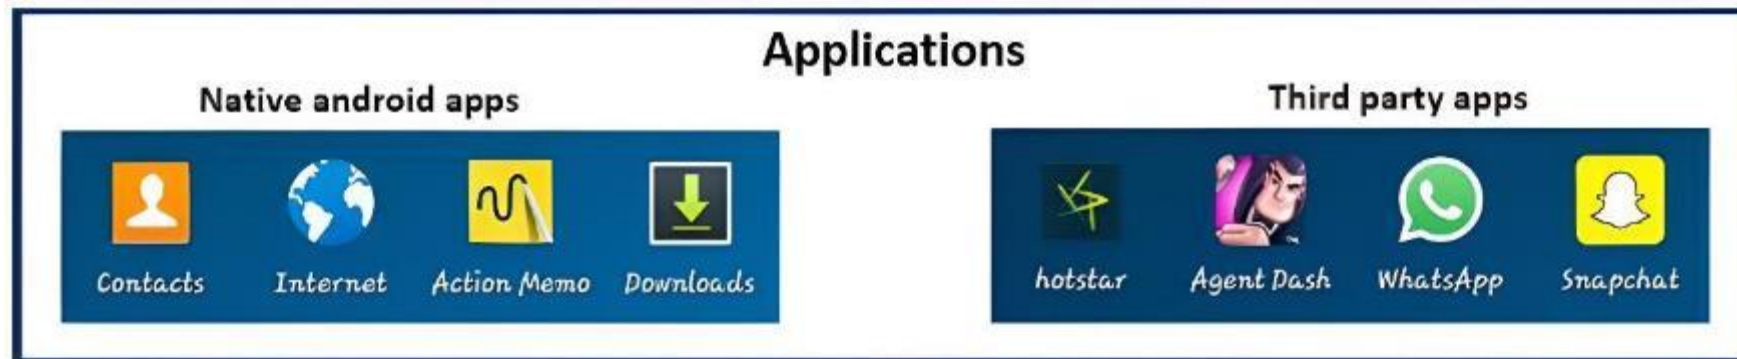 Applications
Native android apps
Contacts Internet Action Memo Downloads
Third party apps
hotstar Agent Dash WhatsApp Snapchat